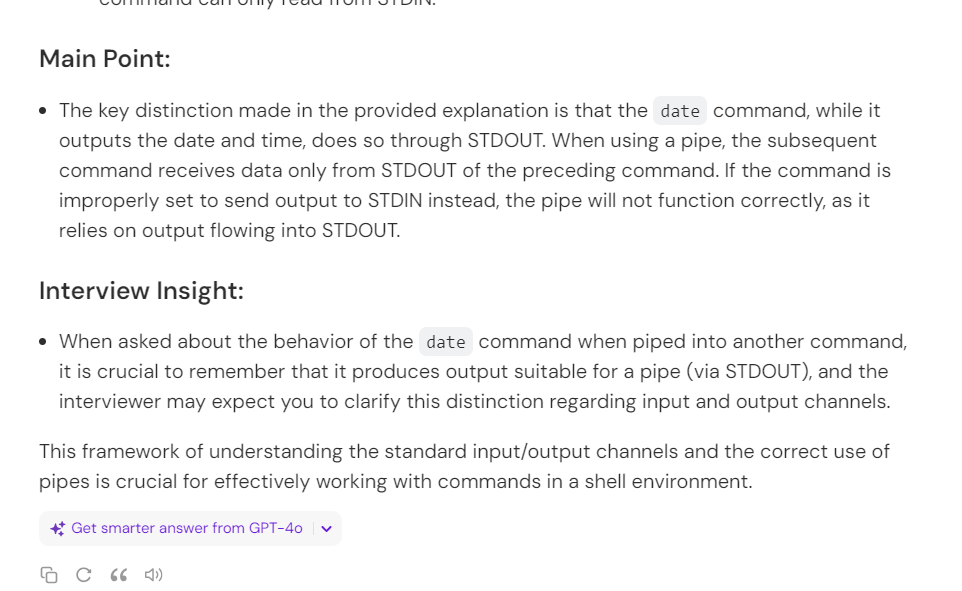 command can only read from STDIN.
Main Point:
The key distinction made in the provided explanation is that the date command, while it
outputs the date and time, does so through STDOUT. When using a pipe, the subsequent
command receives data only from STDOUT of the preceding command. If the command is
improperly set to send output to STDIN instead, the pipe will not function correctly, as it
relies on output flowing into STDOUT.
Interview Insight:
When asked about the behavior of the date command when piped into another command,
it is crucial to remember that it produces output suitable for a pipe (via STDOUT), and the
interviewer may expect you to clarify this distinction regarding input and output channels.
This framework of understanding the standard input/output channels and the correct use of
pipes is crucial for effectively working with commands in a shell environment.
Get smarter answer from GPT-4o